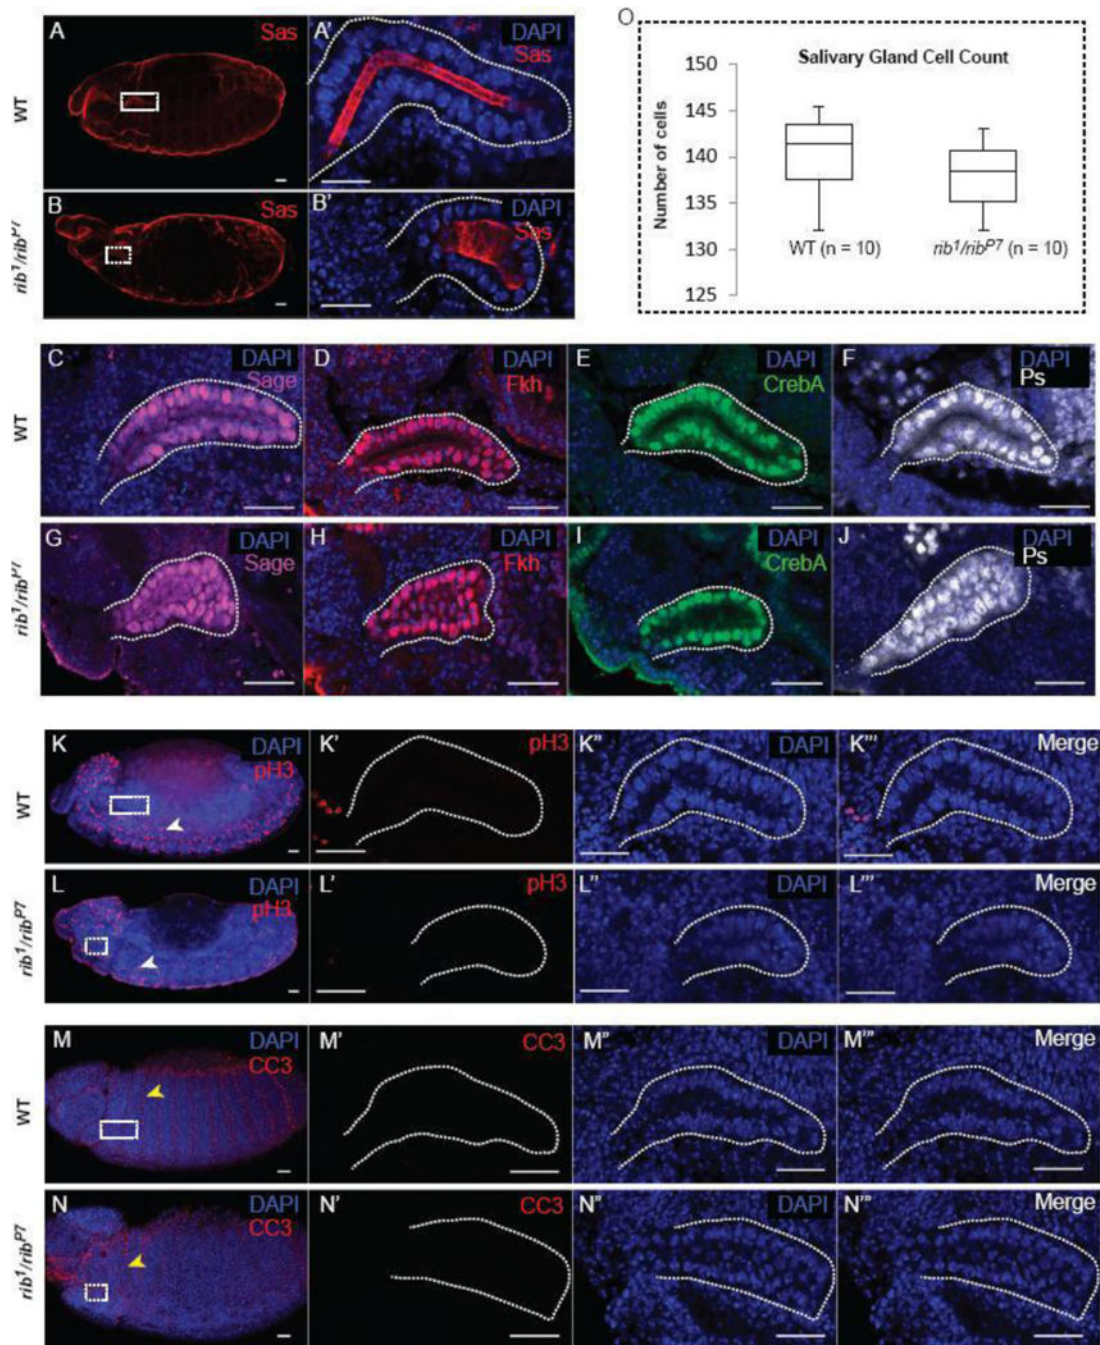 A
Sas
A'
DAPI
Sas
WT
B
Sas
B'
DAPI
Sas
rib¹/ribᴾ⁷
O
Salivary Gland Cell Count
150
145
140
135
130
125
Number of cells
WT (n = 10)
rib¹/ribᴾ⁷ (n = 10)
WT
C
DAPI
Sage
D
DAPI
Fkh
E
DAPI
CrebA
F
DAPI
Ps
rib¹/ribᴾ⁷
G
DAPI
Sage
H
DAPI
Fkh
I
DAPI
CrebA
J
DAPI
Ps
WT
K
DAPI
pH3
K'
pH3
K''
DAPI
K'''
Merge
rib¹/ribᴾ⁷
L
DAPI
pH3
L'
pH3
L''
DAPI
L'''
Merge
WT
M
DAPI
CC3
M'
CC3
M''
DAPI
M'''
Merge
rib¹/ribᴾ⁷
N
DAPI
CC3
N'
CC3
N''
DAPI
N'''
Merge